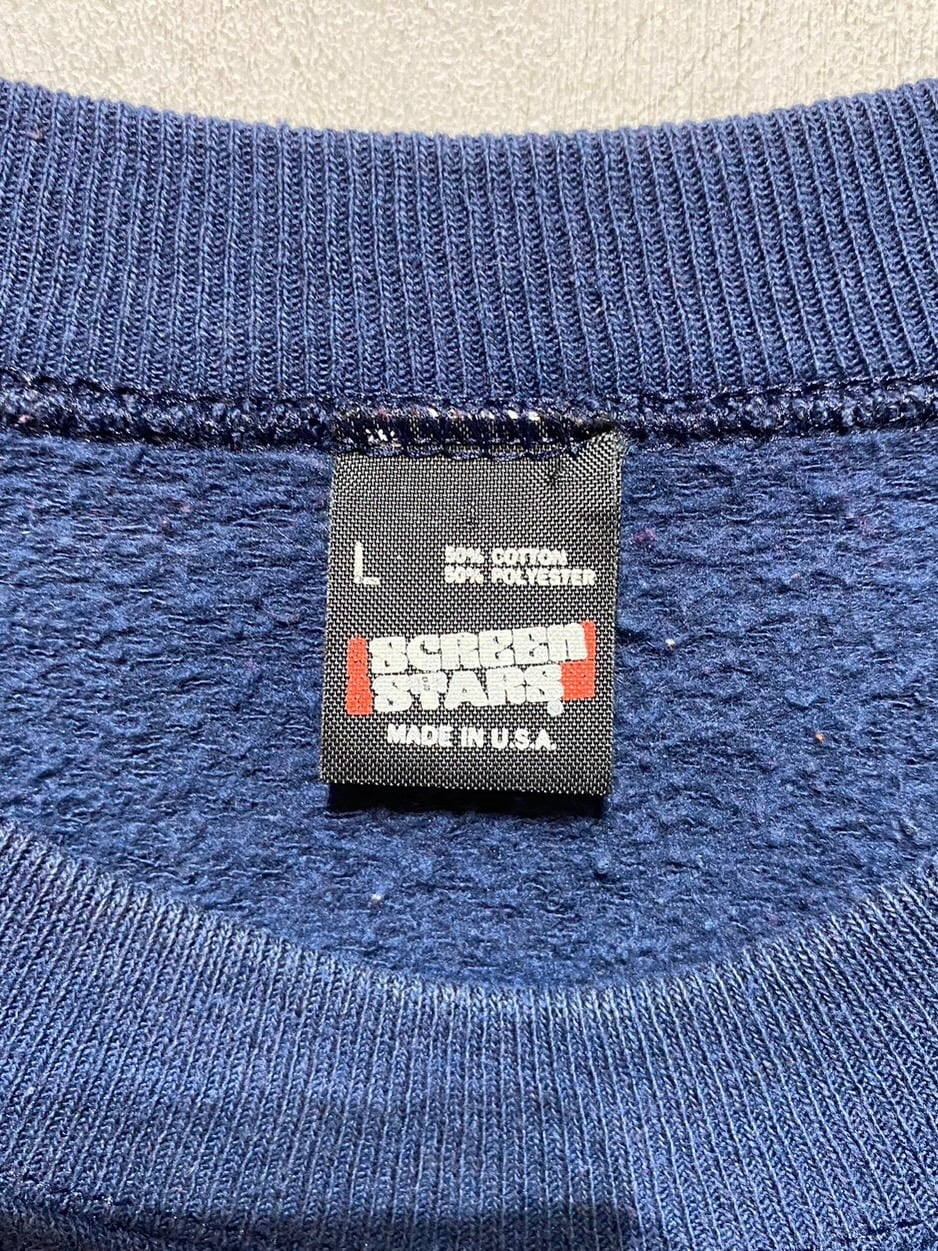 L
50% COTTON
50% POLYESTER
SCREEN
STARS®
MADE IN U.S.A.